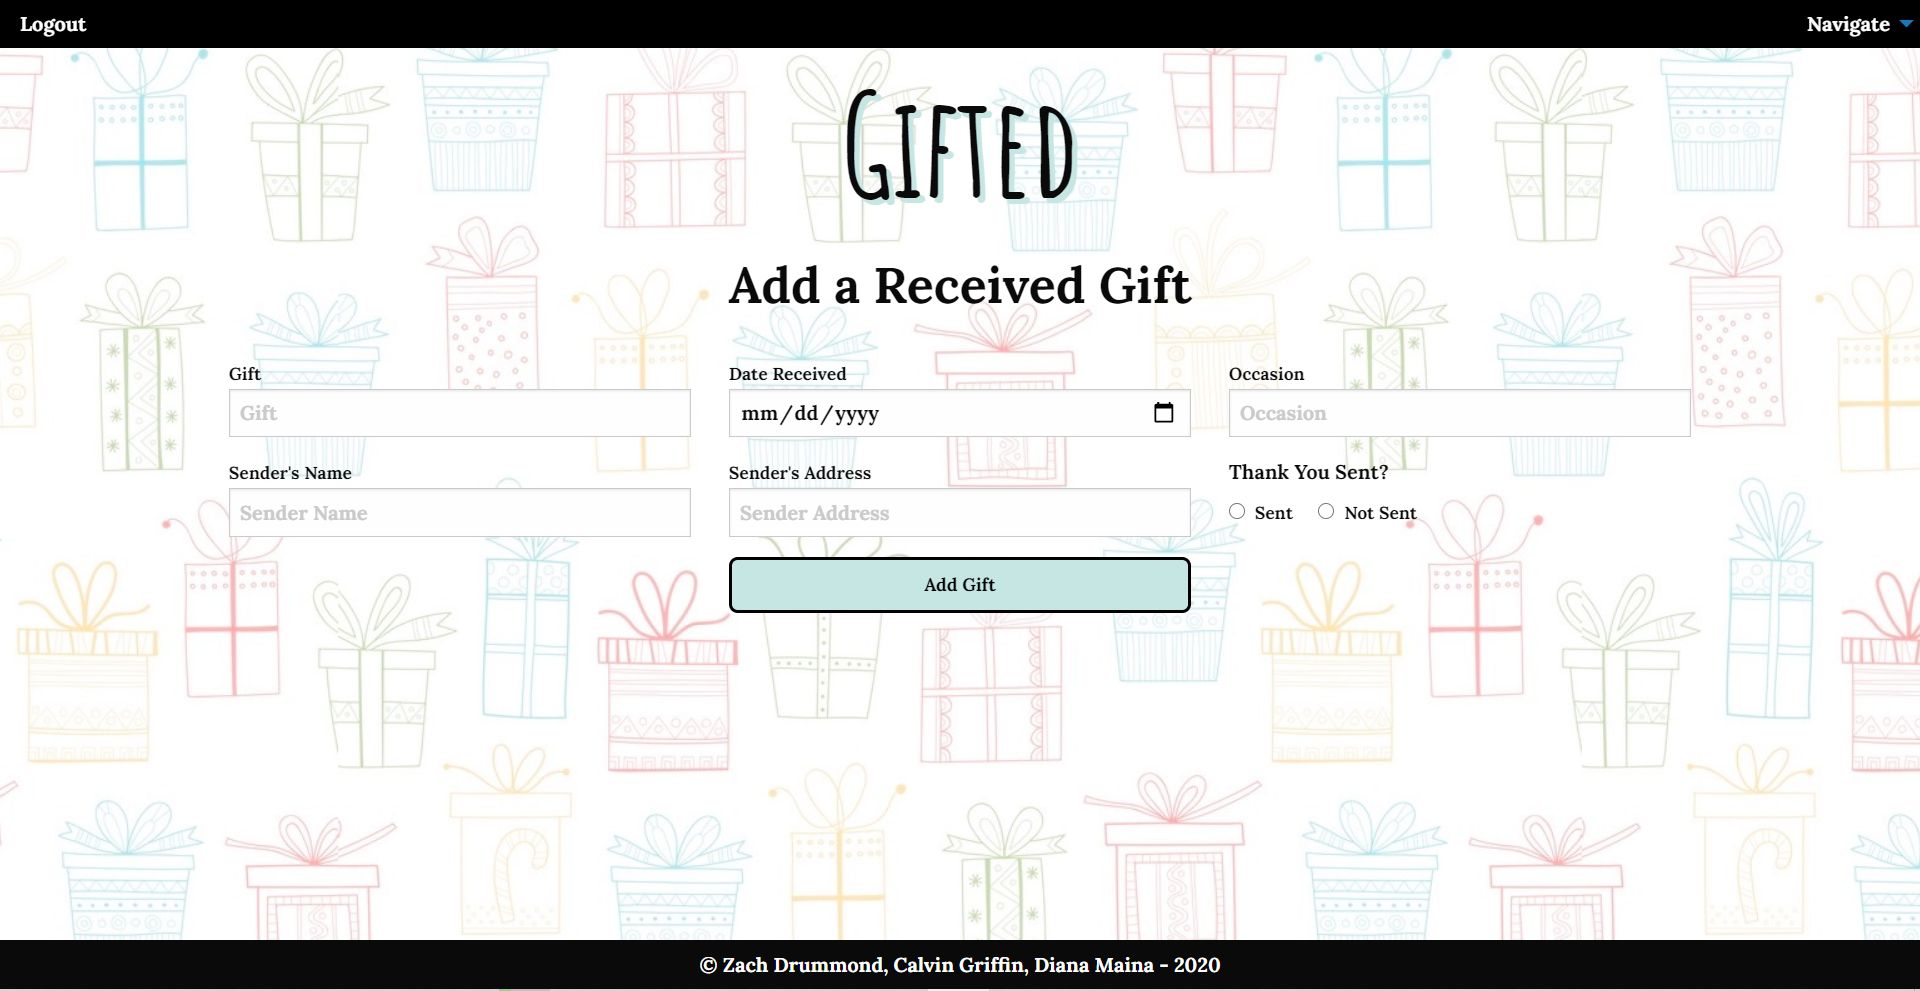 Logout
Navigate
Gifted
Add a Received Gift
Gift
Date Received
Occasion
Gift
mm/dd/yyyy
Occasion
Sender's Name
Sender's Address
Thank You Sent?
Sender Name
Sender Address
Sent
Not Sent
Add Gift
© Zach Drummond, Calvin Griffin, Diana Maina - 2020